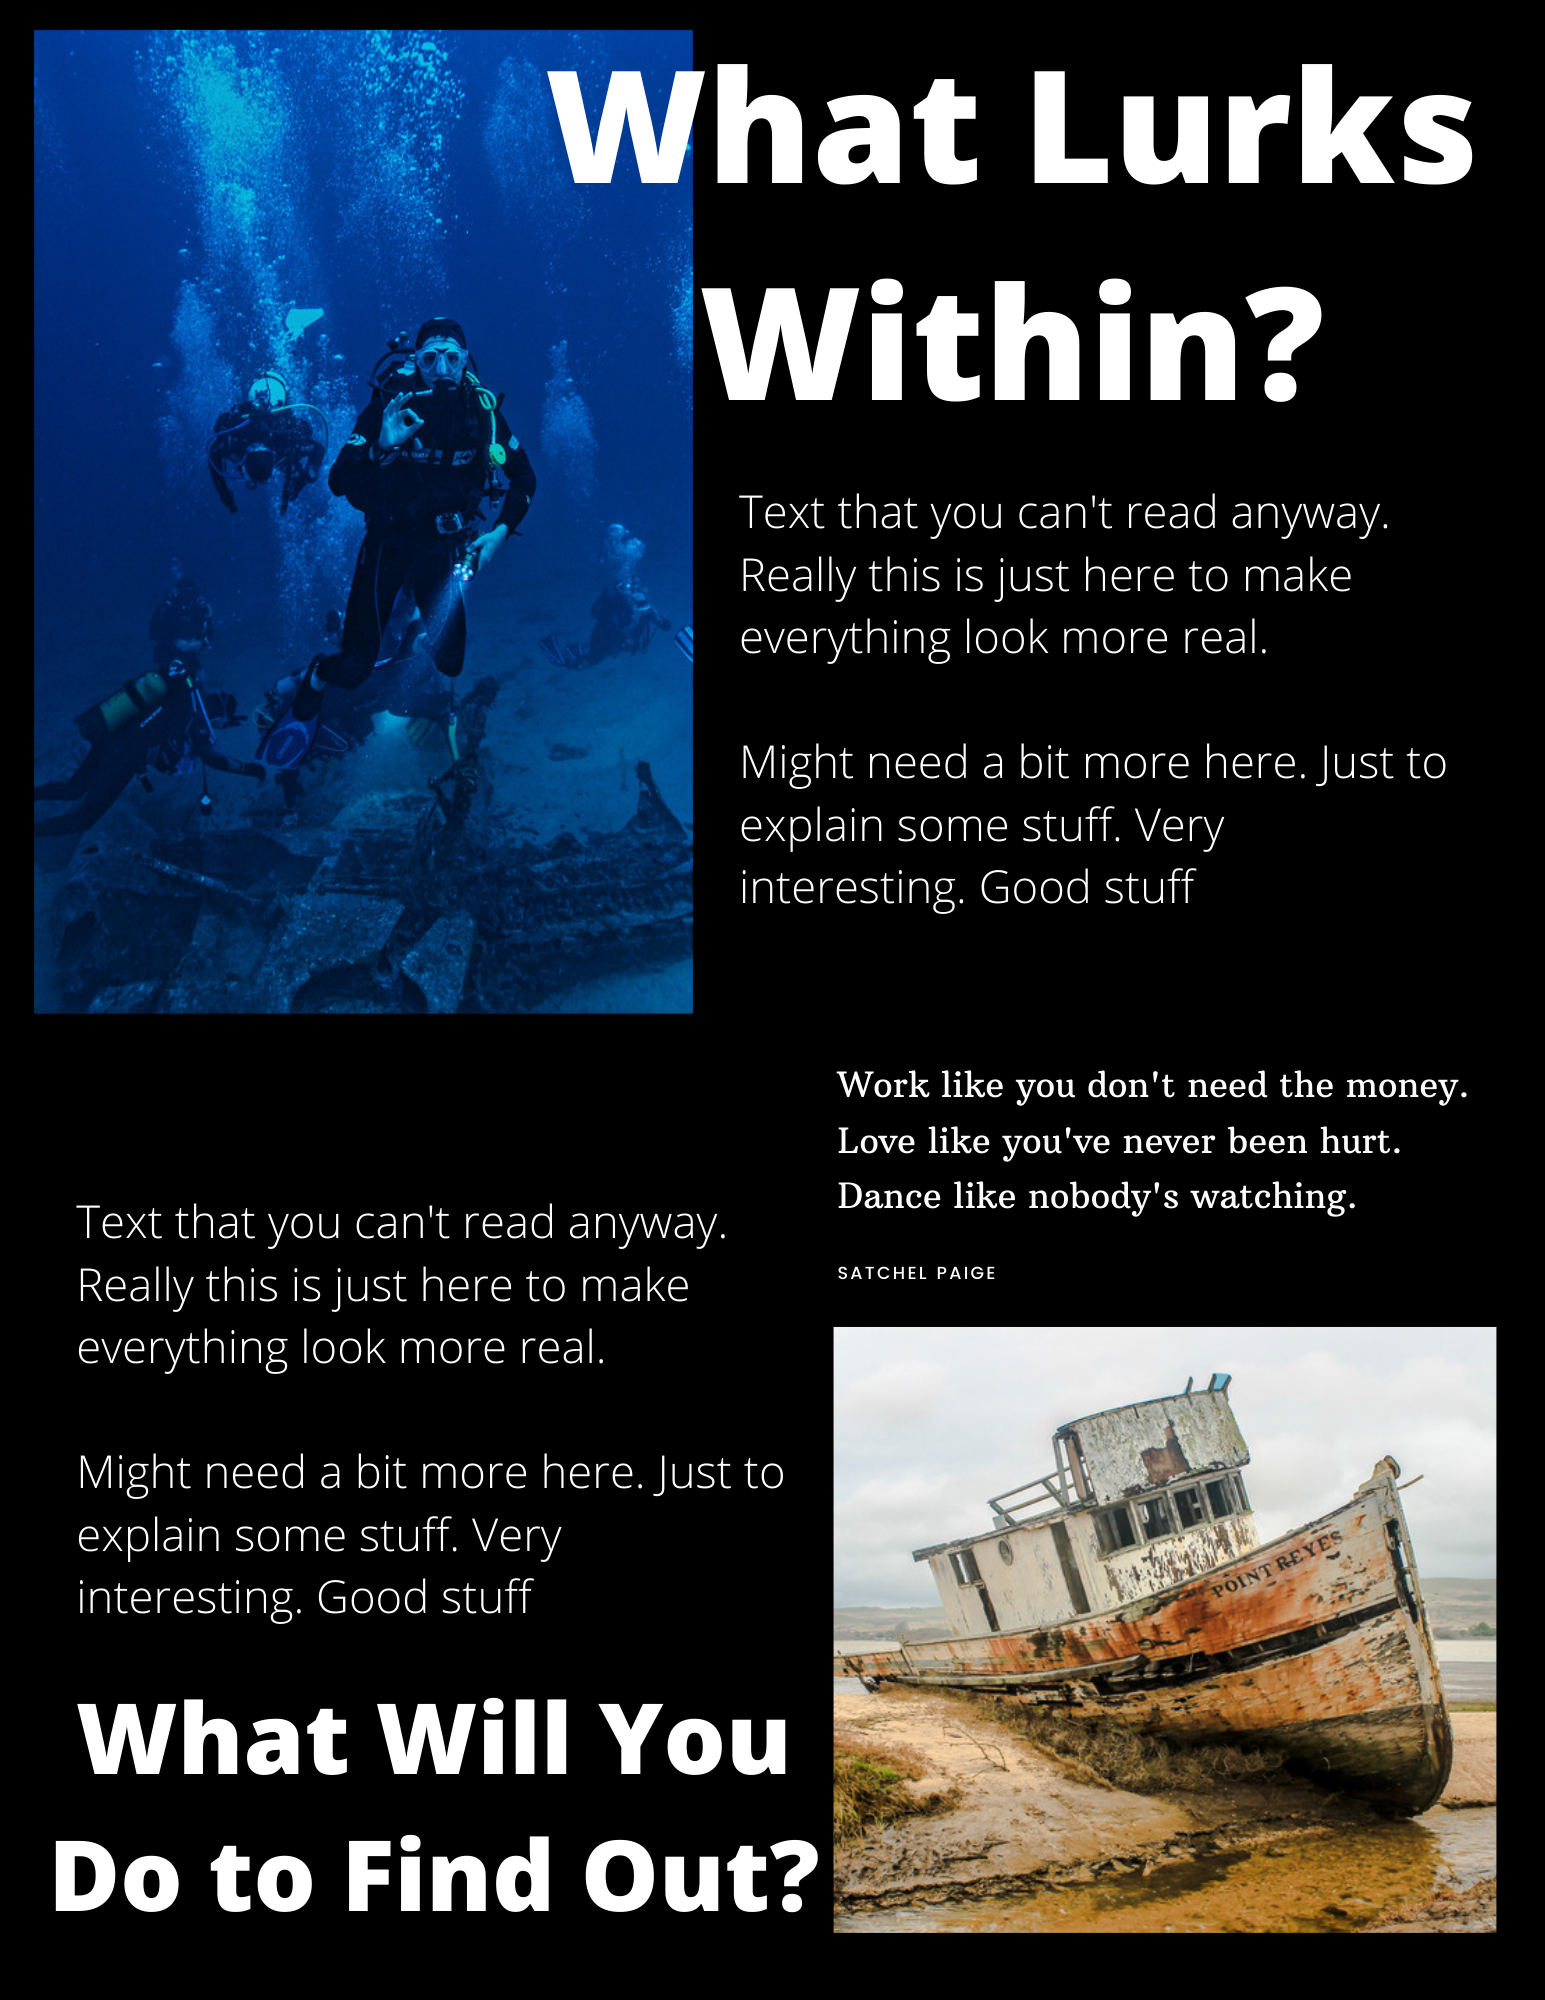 What Lurks
Within?
Text that you can't read anyway.
Really this is just here to make
everything look more real.
Might need a bit more here. Just to
explain some stuff. Very
interesting. Good stuff
Work like you don't need the money.
Love like you've never been hurt.
Dance like nobody's watching.
SATCHEL PAIGE
Text that you can't read anyway.
Really this is just here to make
everything look more real.
Might need a bit more here. Just to
explain some stuff. Very
interesting. Good stuff
POINT REYES
What Will You
Do to Find Out?